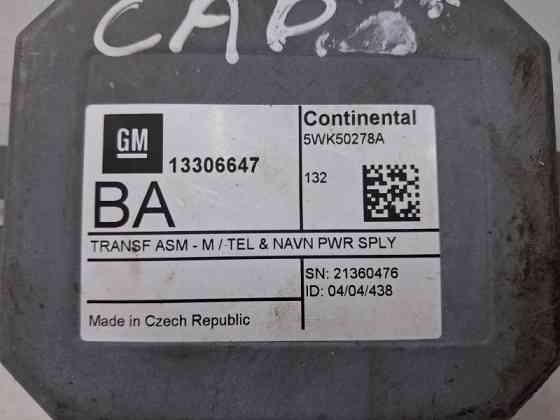 GM
13306647
BA
Continental
5WK50278A
132
TRANSF ASM - M / TEL & NAVN PWR SPLY
SN: 21360476
ID: 04/04/438
Made in Czech Republic